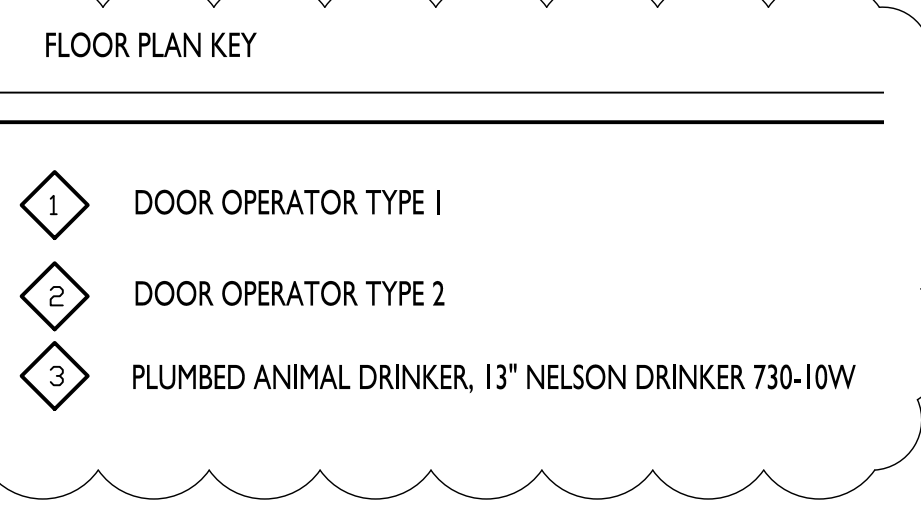 FLOOR PLAN KEY
1 DOOR OPERATOR TYPE 1
2 DOOR OPERATOR TYPE 2
3 PLUMBED ANIMAL DRINKER, 13" NELSON DRINKER 730-10W